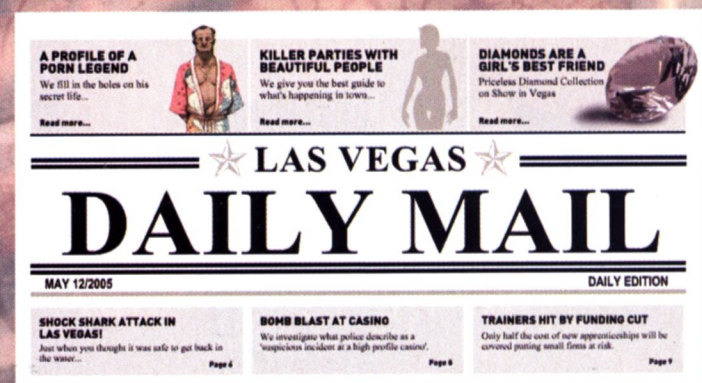 A PROFILE OF A
PORN LEGEND
We fill in the holes on his
secret life...
Read more...
KILLER PARTIES WITH
BEAUTIFUL PEOPLE
We give you the best guide to
what's happening in town...
Read more...
DIAMONDS ARE A
GIRL'S BEST FRIEND
Priceless Diamond Collection
on Show in Vegas
Read more...
LAS VEGAS
DAILY MAIL
MAY 12/2005
DAILY EDITION
SHOCK SHARK ATTACK IN
LAS VEGAS!
Just when you thought it was safe to get back in
the water...
Page 6
BOMB BLAST AT CASINO
We investigate what police describe as a
'suspicious incident at a high profile casino'.
Page 8
TRAINERS HIT BY FUNDING CUT
Only half the cost of new apprenticeships will be
covered putting small firms at risk.
Page 9